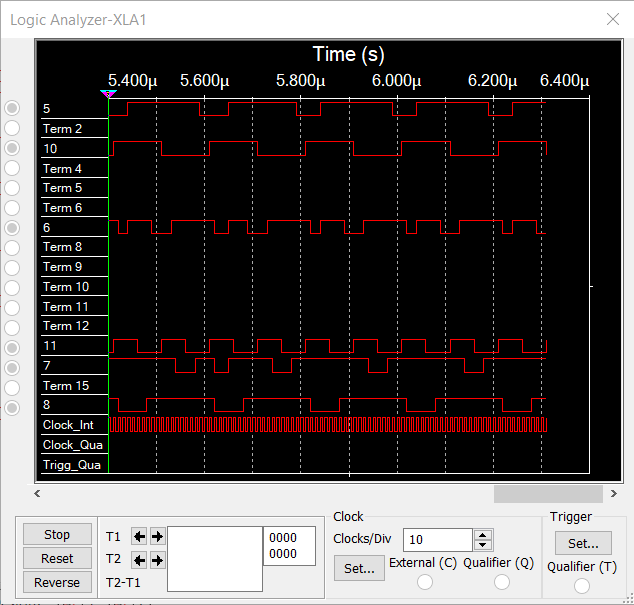 Logic Analyzer-XLA1
Time (s)
5.400µ 5.600µ 5.800µ 6.000µ 6.200µ 6.400µ
5
Term 2
10
Term 4
Term 5
Term 6
6
Term 8
Term 9
Term 10
Term 11
Term 12
11
7
Term 15
8
Clock_Int
Clock_Qua
Trigg_Qua
Stop
Reset
Reverse
T1
T2
T2-T1
0000
0000
Clock
Clocks/Div 10
Set...
External (C) Qualifier (Q)
Trigger
Set...
Qualifier (T)